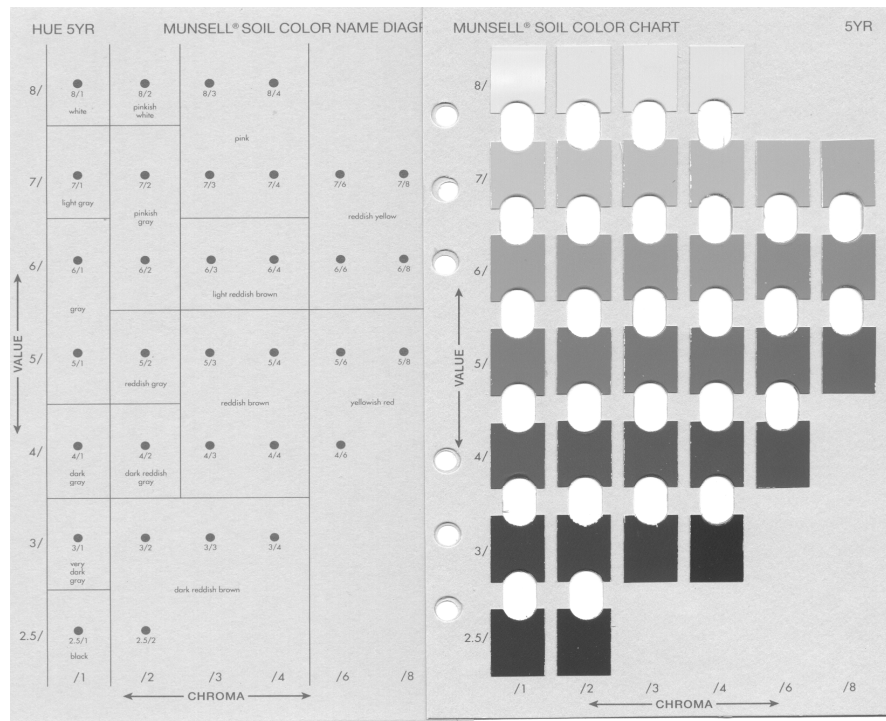 HUE 5YR MUNSELL® SOIL COLOR NAME DIAGR
8/
8/1 8/2 8/3 8/4
white pinkish white
pink
7/
7/1 7/2 7/3 7/4 7/6 7/8
light gray pinkish gray reddish yellow
6/
6/1 6/2 6/3 6/4 6/6 6/8
light reddish brown
gray
VALUE
5/
5/1 5/2 5/3 5/4 5/6 5/8
reddish gray
reddish brown yellowish red
4/
4/1 4/2 4/3 4/4 4/6
dark gray dark reddish gray
3/
3/1 3/2 3/3 3/4
very dark gray
dark reddish brown
2.5/
2.5/1 2.5/2
black
/1 /2 /3 /4 /6 /8
CHROMA
MUNSELL® SOIL COLOR CHART 5YR
8/
7/
6/
VALUE
5/
4/
3/
2.5/
/1 /2 /3 /4 /6 /8
CHROMA